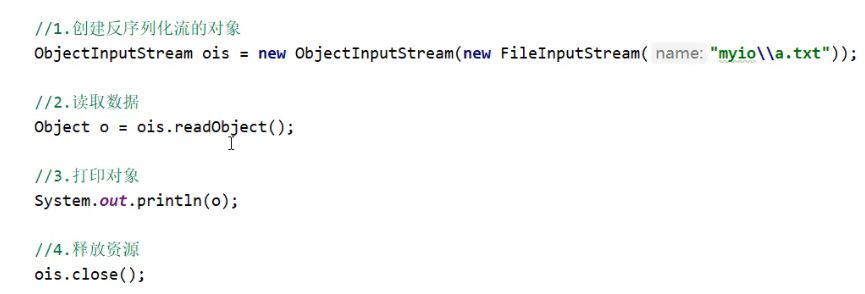 //1.创建反序列化流的对象
ObjectInputStream ois = new ObjectInputStream(new FileInputStream( name: "myio\\a.txt"));
//2.读取数据
Object o = ois.readObject();
//3.打印对象
System.out.println(o);
//4.释放资源
ois.close();